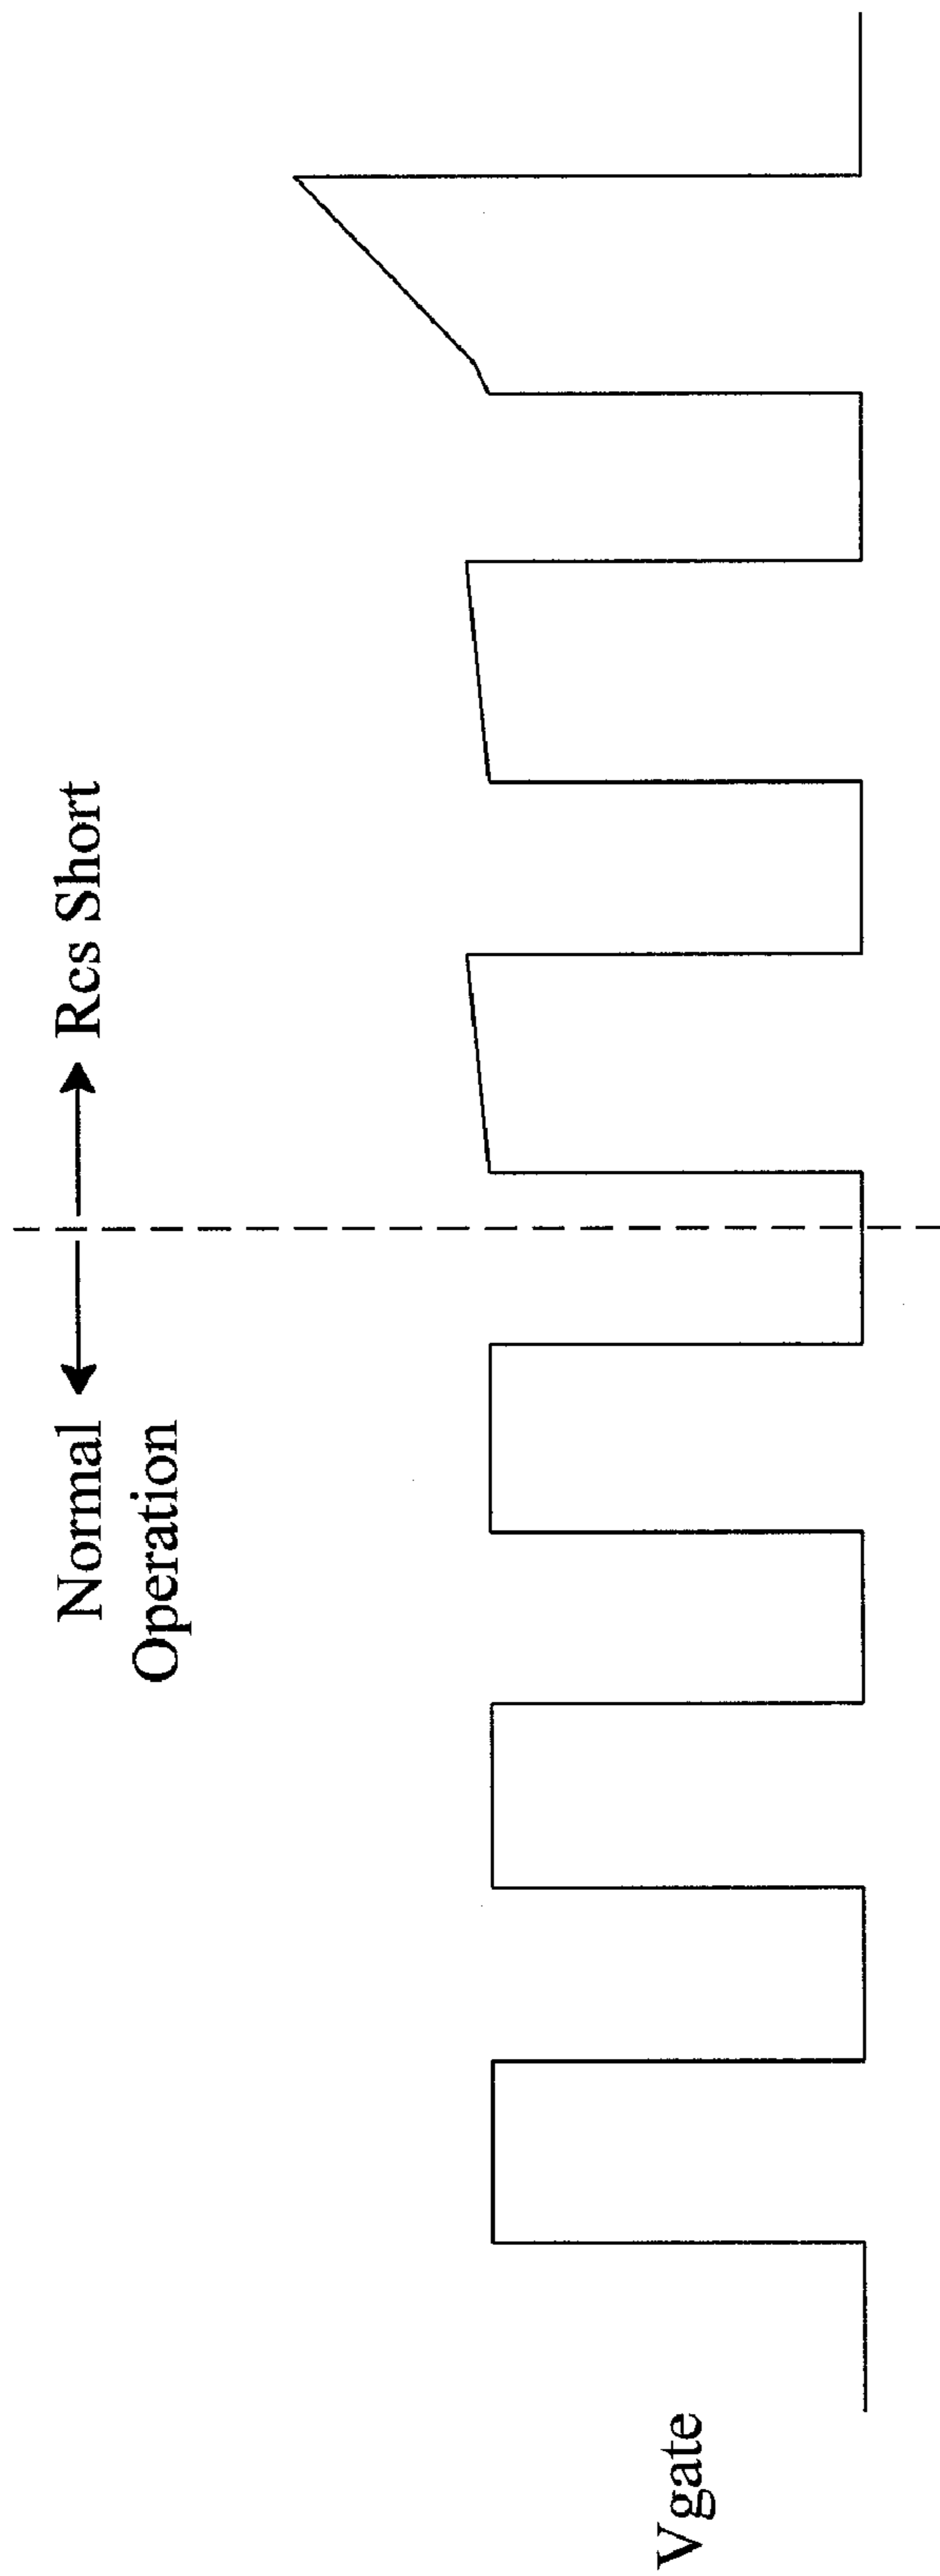 Normal
Operation
Rcs Short
Vgate